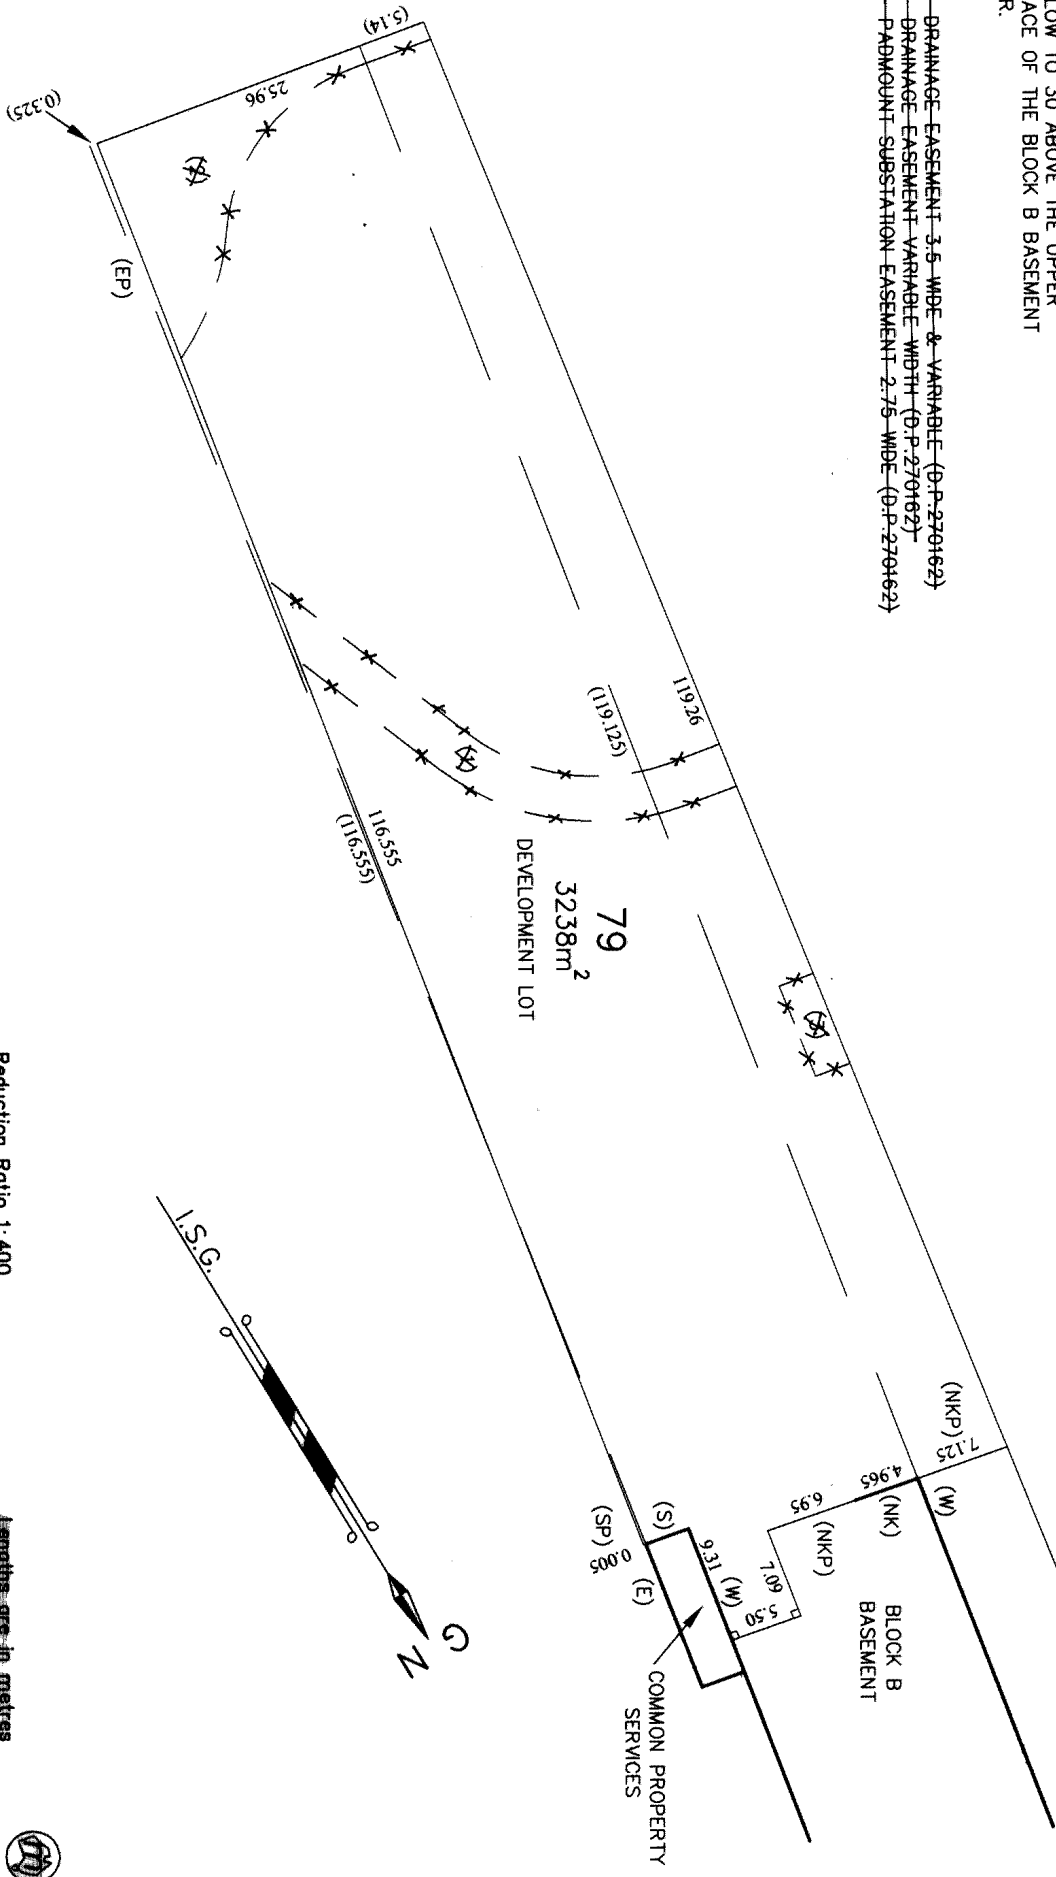 LOW TO 30 ABOVE THE UPPER
ACE OF THE BLOCK B BASEMENT
R.
DRAINAGE EASEMENT 3.5 WIDE & VARIABLE (D.P.270162)
DRAINAGE EASEMENT VARIABLE WIDTH (D.P.270162)
PADMOUNT SUBSTATION EASEMENT 2.75 WIDE (D.P.270162)
(5.14)
25.96
(0.325)
(EP)
119.26
(119.125)
116.555
(116.555)
79
3238m²
DEVELOPMENT LOT
(NKP)
7.125
(W)
4.965
(NK)
6.95
(NKP)
7.09
5.50
BLOCK B
BASEMENT
(S)
9.31 (W)
(SP)
0.005
(E)
COMMON PROPERTY
SERVICES
I.S.G.
G
N
Reduction Ratio 1: 400
Lengths are in metres